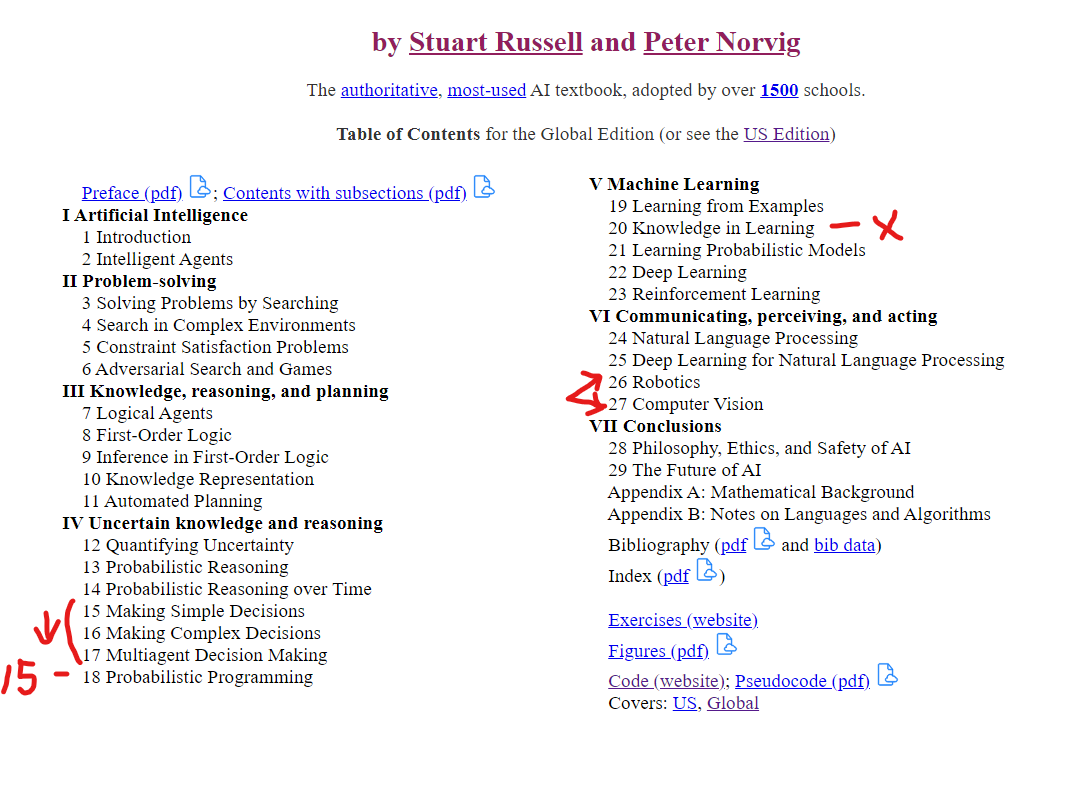 by Stuart Russell and Peter Norvig
The authoritative, most-used AI textbook, adopted by over 1500 schools.
Table of Contents for the Global Edition (or see the US Edition)
Preface (pdf) ; Contents with subsections (pdf)
I Artificial Intelligence
1 Introduction
2 Intelligent Agents
II Problem-solving
3 Solving Problems by Searching
4 Search in Complex Environments
5 Constraint Satisfaction Problems
6 Adversarial Search and Games
III Knowledge, reasoning, and planning
7 Logical Agents
8 First-Order Logic
9 Inference in First-Order Logic
10 Knowledge Representation
11 Automated Planning
IV Uncertain knowledge and reasoning
12 Quantifying Uncertainty
13 Probabilistic Reasoning
14 Probabilistic Reasoning over Time
15 Making Simple Decisions
16 Making Complex Decisions
17 Multiagent Decision Making
15 - 18 Probabilistic Programming
V Machine Learning
19 Learning from Examples
20 Knowledge in Learning - X
21 Learning Probabilistic Models
22 Deep Learning
23 Reinforcement Learning
VI Communicating, perceiving, and acting
24 Natural Language Processing
25 Deep Learning for Natural Language Processing
26 Robotics
27 Computer Vision
VII Conclusions
28 Philosophy, Ethics, and Safety of AI
29 The Future of AI
Appendix A: Mathematical Background
Appendix B: Notes on Languages and Algorithms
Bibliography (pdf and bib data)
Index (pdf )
Exercises (website)
Figures (pdf)
Code (website); Pseudocode (pdf)
Covers: US, Global